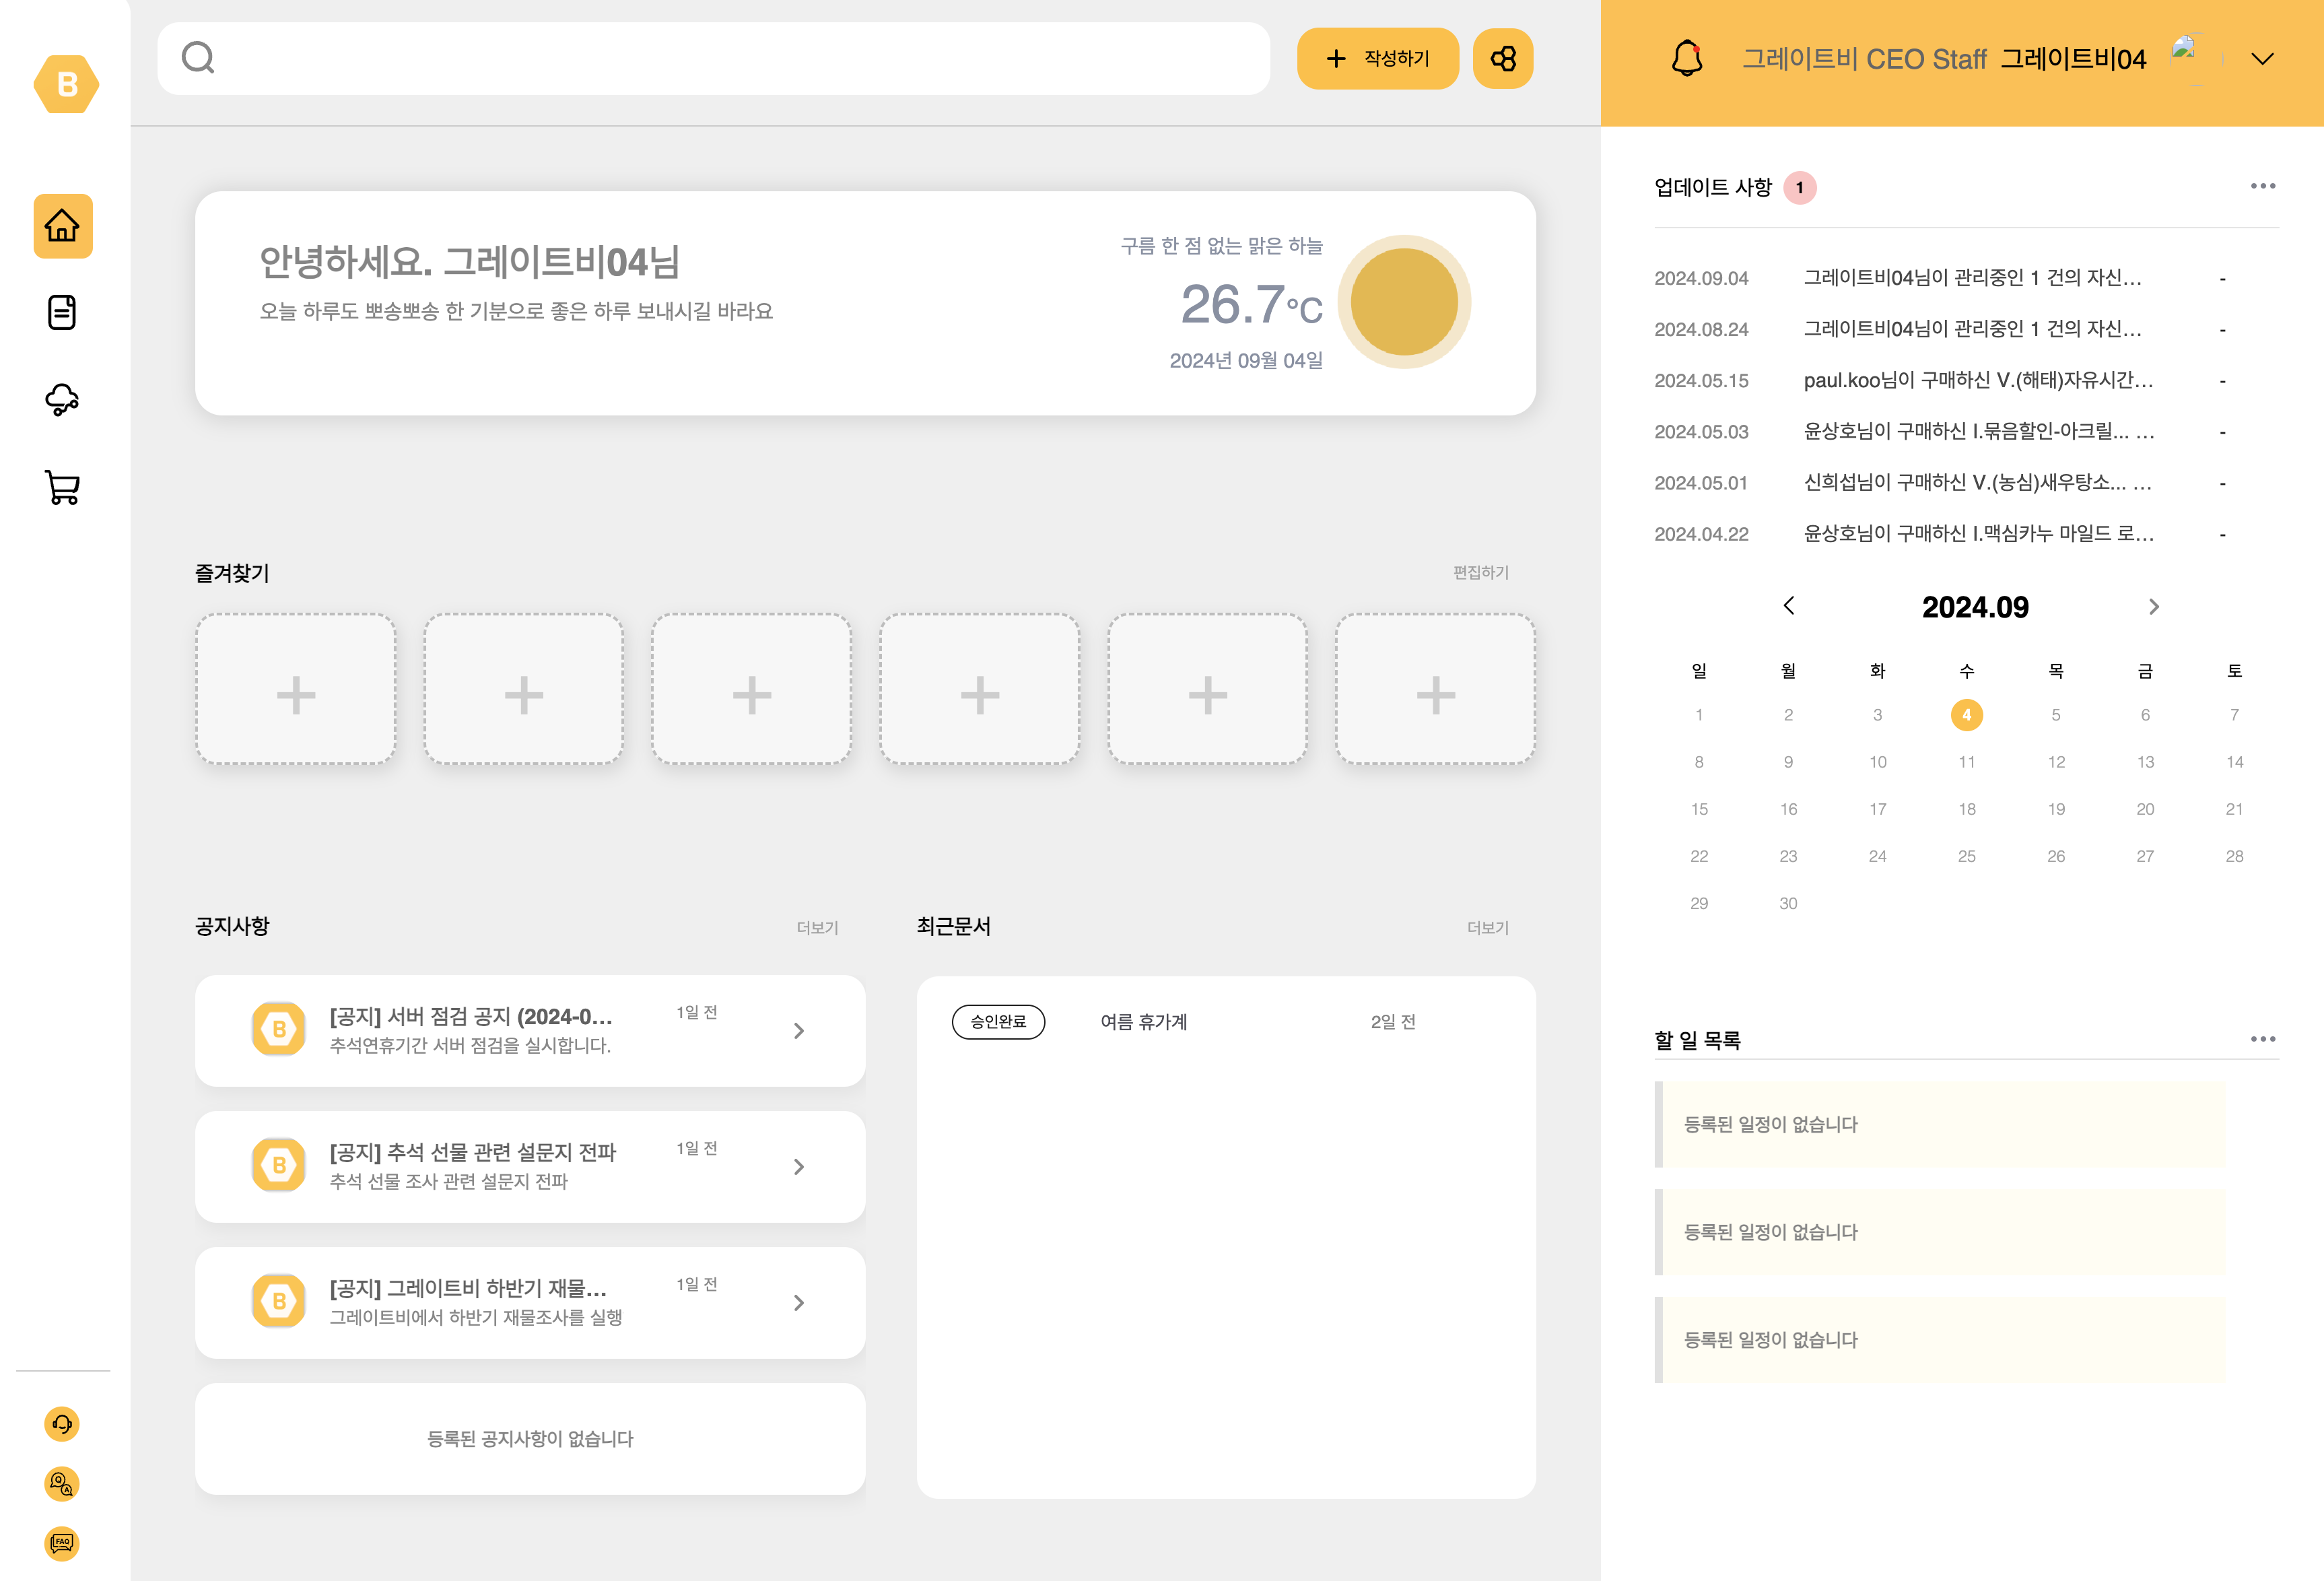 B
작성하기
그레이트비 CEO Staff 그레이트비04
안녕하세요. 그레이트비04님
오늘 하루도 뽀송뽀송 한 기분으로 좋은 하루 보내시길 바라요
구름 한 점 없는 맑은 하늘
26.7°C
2024년 09월 04일
즐겨찾기
편집하기
공지사항
더보기
B
[공지] 서버 점검 공지 (2024-0...
추석연휴기간 서버 점검을 실시합니다.
1일 전
B
[공지] 추석 선물 관련 설문지 전파
추석 선물 조사 관련 설문지 전파
1일 전
B
[공지] 그레이트비 하반기 재물...
그레이트비에서 하반기 재물조사를 실행
1일 전
등록된 공지사항이 없습니다
최근문서
더보기
승인완료 여름 휴가계 2일 전
업데이트 사항 1
2024.09.04 그레이트비04님이 관리중인 1 건의 자신... -
2024.08.24 그레이트비04님이 관리중인 1 건의 자신... -
2024.05.15 paul.koo님이 구매하신 V.(해태)자유시간... -
2024.05.03 윤상호님이 구매하신 I.묶음할인-아크릴... ... -
2024.05.01 신희섭님이 구매하신 V.(농심)새우탕소... ... -
2024.04.22 윤상호님이 구매하신 I.맥심카누 마일드 로... -
2024.09
일 월 화 수 목 금 토
1 2 3 4 5 6 7
8 9 10 11 12 13 14
15 16 17 18 19 20 21
22 23 24 25 26 27 28
29 30
할 일 목록
등록된 일정이 없습니다
등록된 일정이 없습니다
등록된 일정이 없습니다
Q A
FAQ